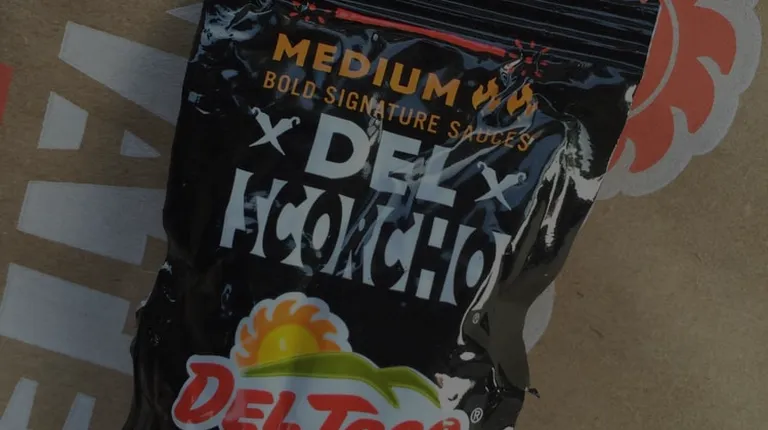 MEDIUM
BOLD SIGNATURE SAUCES
DEL
SCORCHO®
DEL TACO®